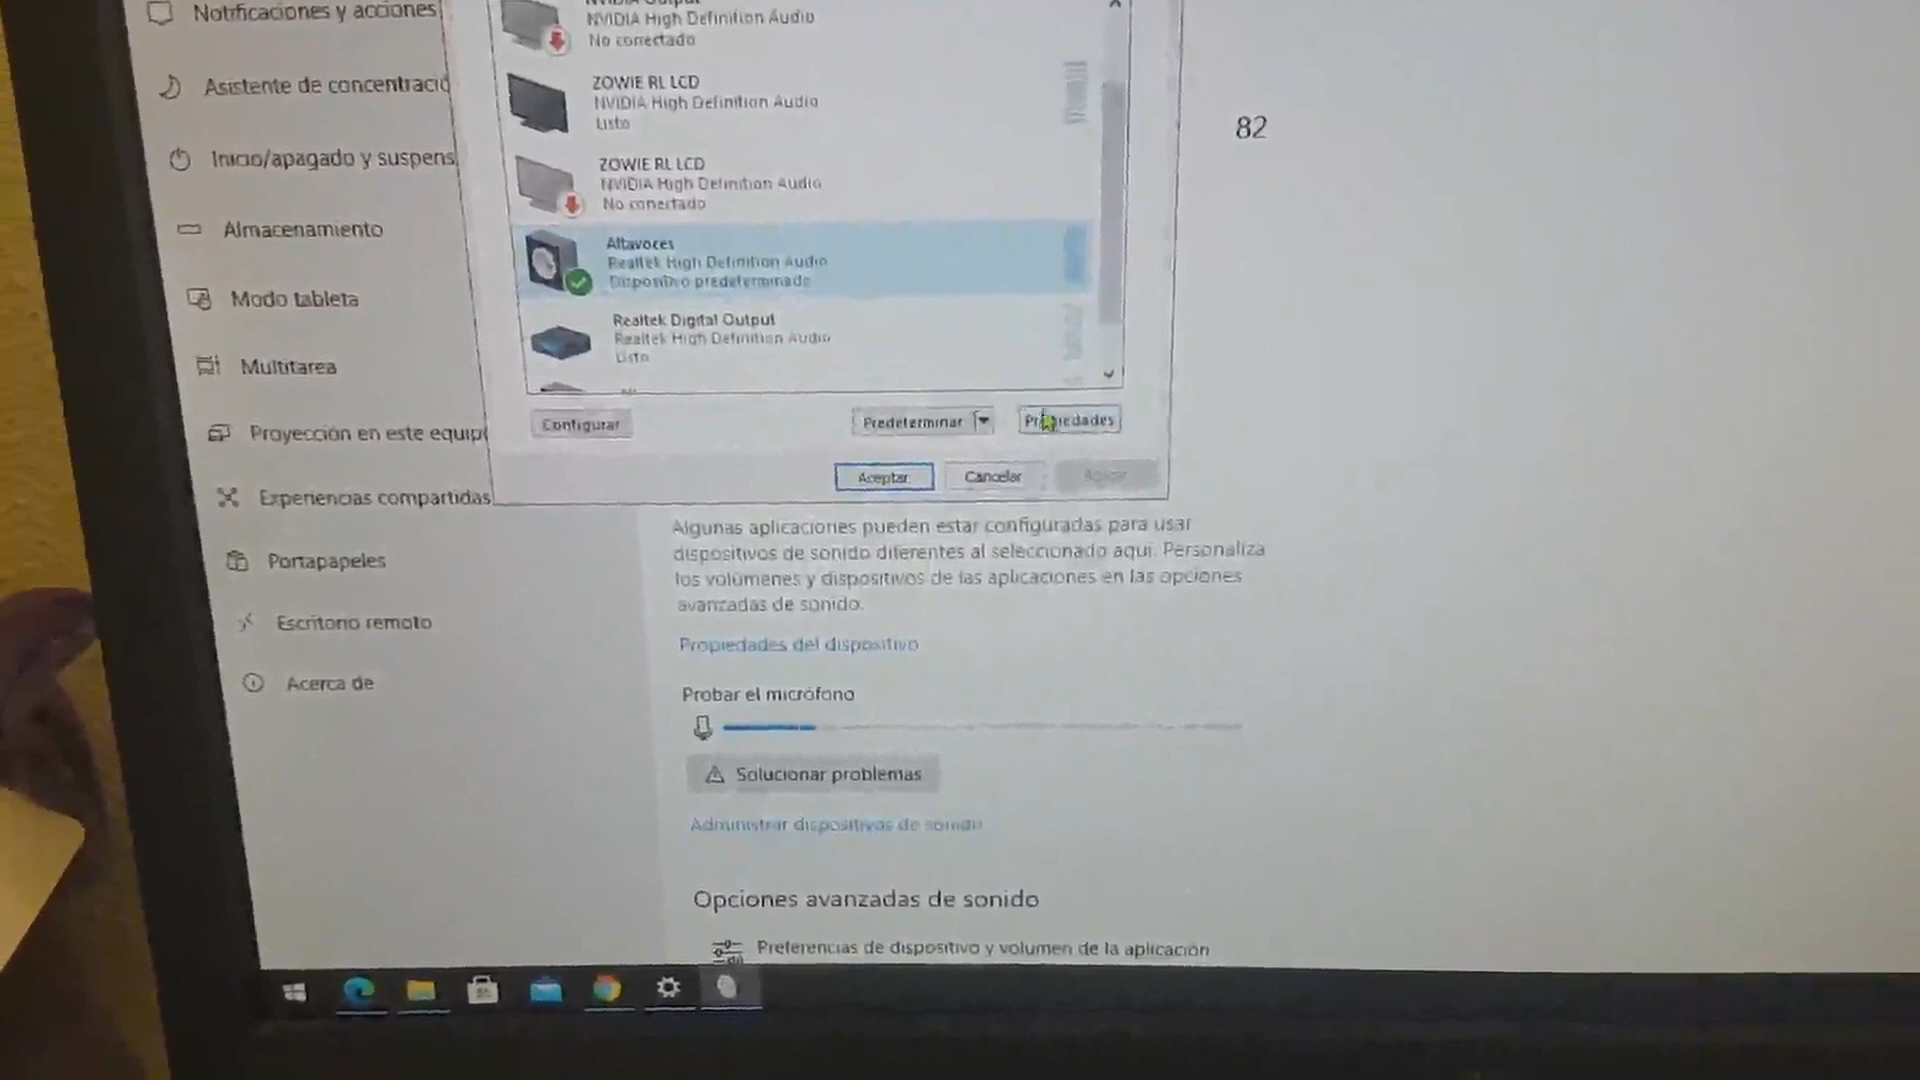 Notificaciones y acciones
Asistente de concentració
Inicio/apagado y suspens
Almacenamiento
Modo tableta
Multitarea
Proyección en este equip
Experiencias compartidas
Portapapeles
Escritorio remoto
Acerca de
NVIDIA Output
NVIDIA High Definition Audio
No conectado
ZOWIE RL LCD
NVIDIA High Definition Audio
Listo
ZOWIE RL LCD
NVIDIA High Definition Audio
No conectado
Altavoces
Realtek High Definition Audio
Dispositivo predeterminado
Realtek Digital Output
Realtek High Definition Audio
Listo
Configurar
Predeterminar
Propiedades
Aceptar
Cancelar
82
Algunas aplicaciones pueden estar configuradas para usar
dispositivos de sonido diferentes al seleccionado aquí. Personaliza
los volúmenes y dispositivos de las aplicaciones en las opciones
avanzadas de sonido.
Propiedades del dispositivo
Probar el micrófono
Solucionar problemas
Administrar dispositivos de sonido
Opciones avanzadas de sonido
Preferencias de dispositivo y volumen de la aplicación